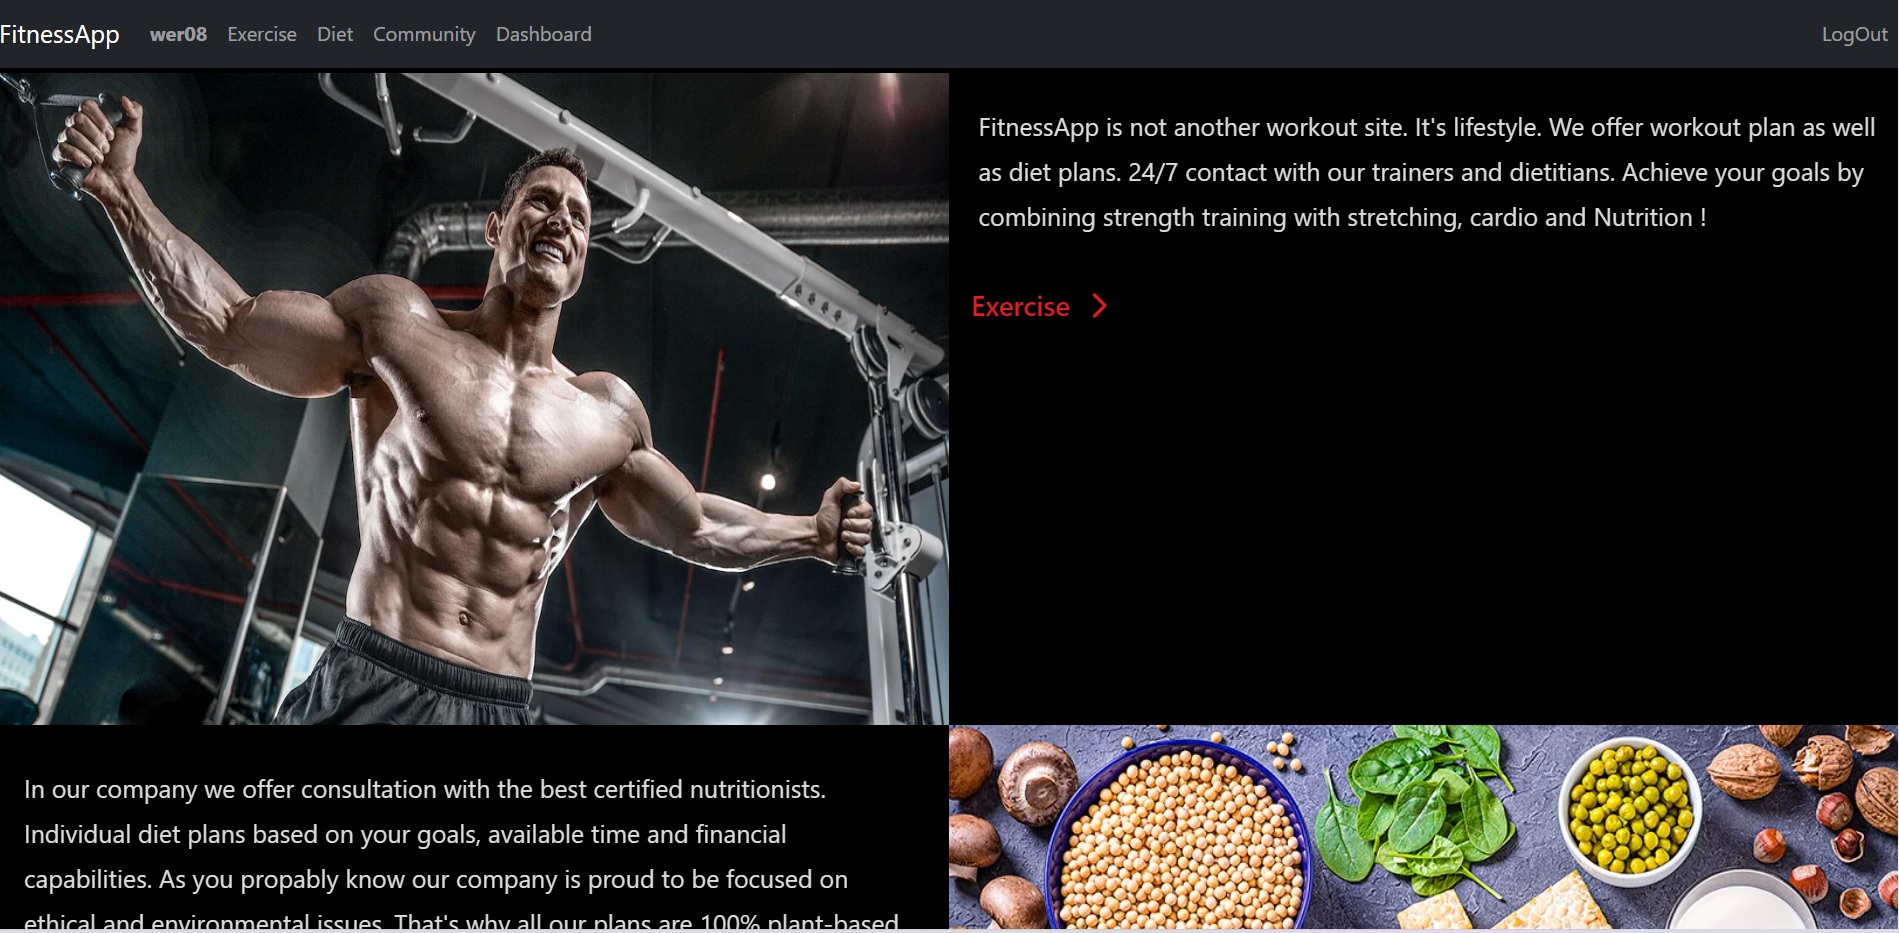 FitnessApp wer08 Exercise Diet Community Dashboard LogOut
FitnessApp is not another workout site. It's lifestyle. We offer workout plan as well
as diet plans. 24/7 contact with our trainers and dietitians. Achieve your goals by
combining strength training with stretching, cardio and Nutrition !
Exercise
In our company we offer consultation with the best certified nutritionists.
Individual diet plans based on your goals, available time and financial
capabilities. As you propably know our company is proud to be focused on
ethical and environmental issues. That's why all our plans are 100% plant-based